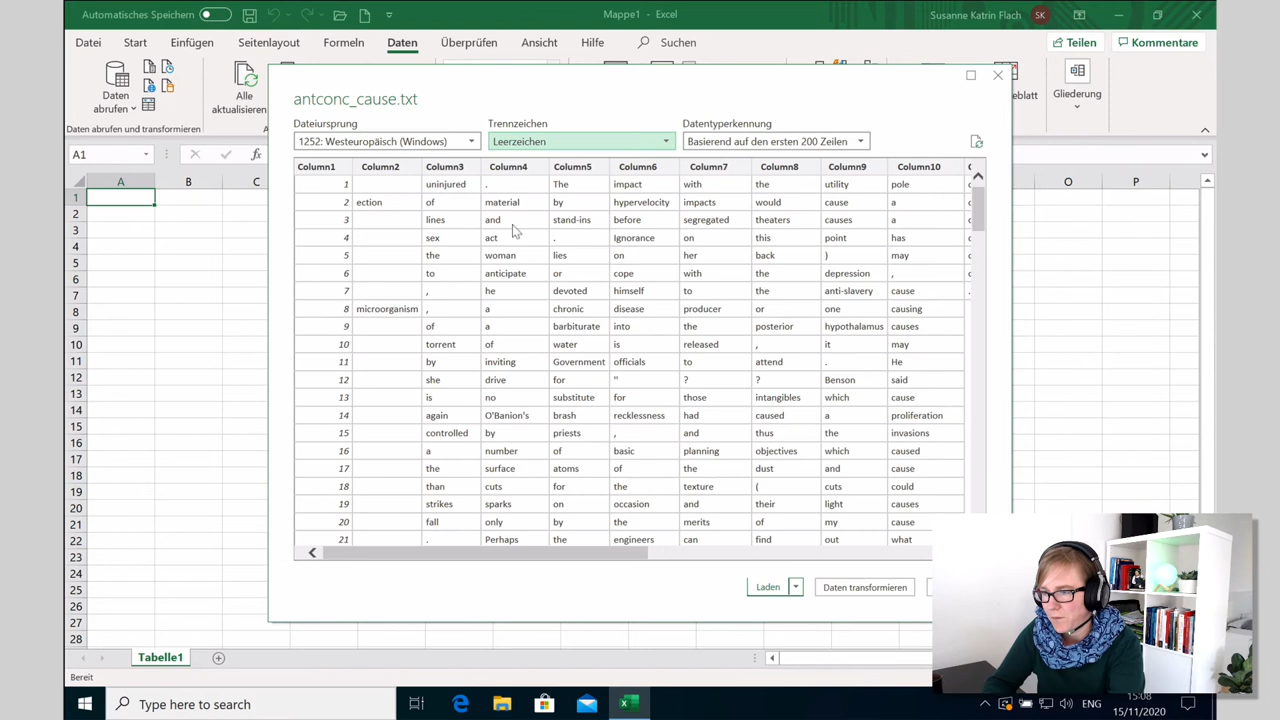 Automatisches Speichern
Mappe1 - Excel
Susanne Katrin Flach SK
Datei Start Einfügen Seitenlayout Formeln Daten Überprüfen Ansicht Hilfe Suchen Teilen Kommentare
Daten abrufen
Alle aktualisieren
Gliederung
Daten abrufen und transformieren
A1
A B C O P
antconc_cause.txt
Dateiursprung Trennzeichen Datentyperkennung
1252: Westeuropäisch (Windows) Leerzeichen Basierend auf den ersten 200 Zeilen
Column1 Column2 Column3 Column4 Column5 Column6 Column7 Column8 Column9 Column10
1 uninjured . The impact with the utility pole
2 ection of material by hypervelocity impacts would cause a
3 lines and stand-ins before segregated theaters causes a
4 sex act . Ignorance on this point has
5 the woman lies on her back ) may
6 to anticipate or cope with the depression ,
7 , he devoted himself to the anti-slavery cause .
8 microorganism , a chronic disease producer or one causing
9 of a barbiturate into the posterior hypothalamus causes
10 torrent of water is released , it may
11 by inviting Government officials to attend . He
12 she drive for " ? ? Benson said
13 is no substitute for those intangibles which cause
14 again O'Banion's brash recklessness had caused a proliferation
15 controlled by priests , and thus the invasions
16 a number of basic planning objectives which caused
17 the surface atoms of the dust and cause
18 than cuts for the texture ( cuts could
19 strikes sparks on occasion and their light causes
20 fall only by the merits of my cause
21 . Perhaps the engineers can find out what
1
2
3
4
5
6
7
8
9
10
11
12
13
14
15
16
17
18
19
20
21
22
23
24
25
26
27
28
Laden Daten transformieren
Tabelle1
Bereit
Type here to search
ENG
15:08
15/11/2020